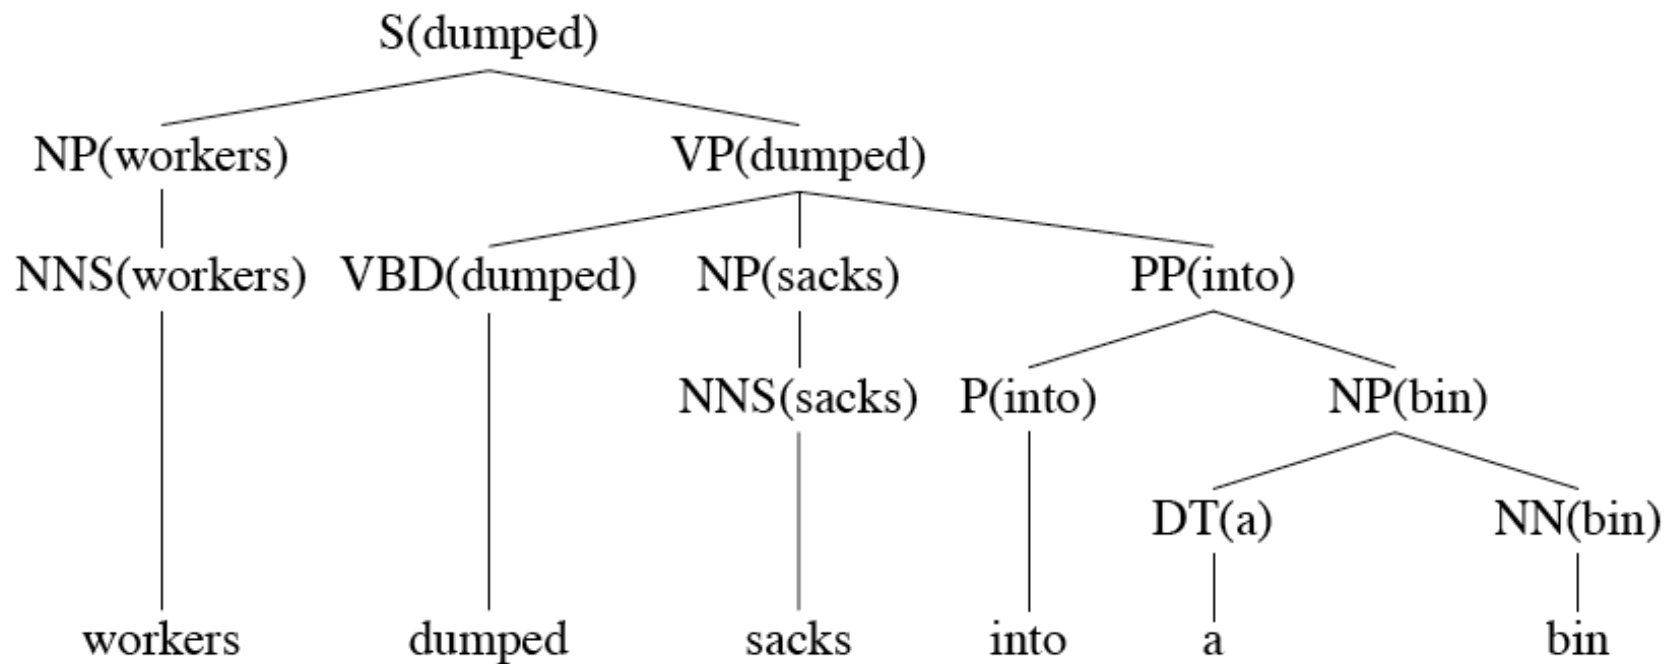 S(dumped)
NP(workers) VP(dumped)
NNS(workers) VBD(dumped) NP(sacks) PP(into)
NNS(sacks) P(into) NP(bin)
DT(a) NN(bin)
workers dumped sacks into a bin